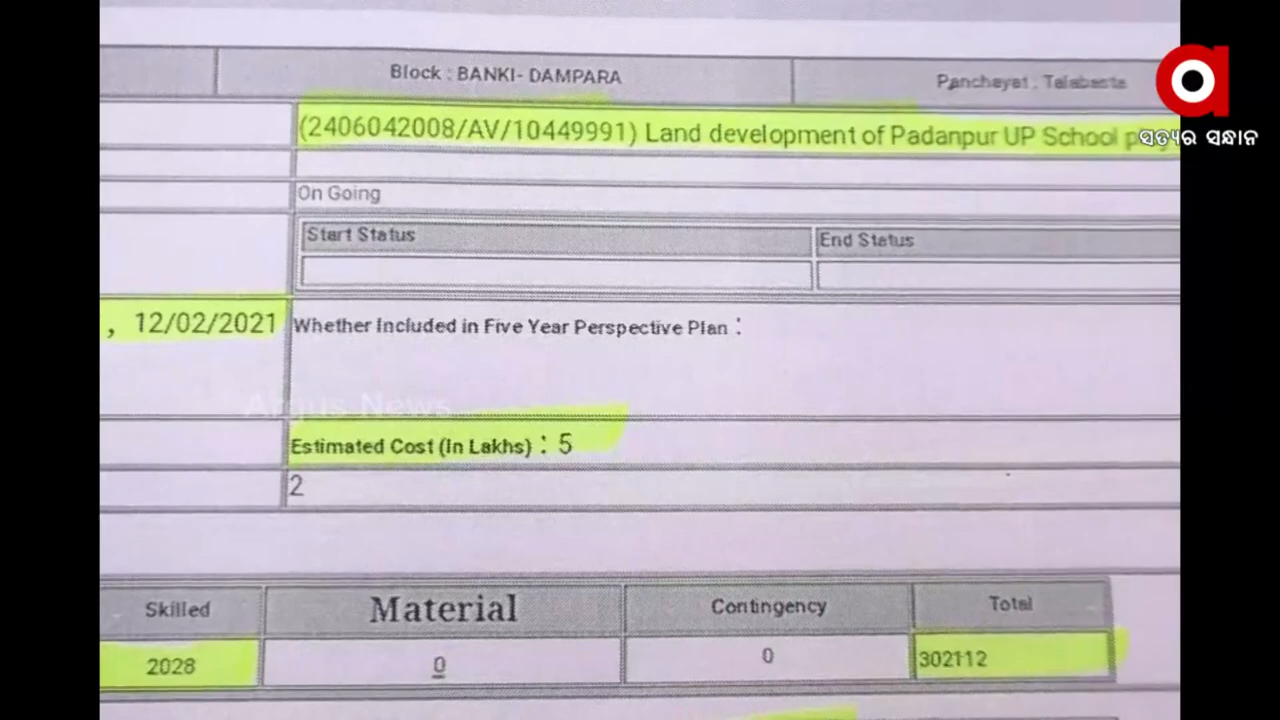 Block : BANKI- DAMPARA
Panchayat : Talabasta
(2406042008/AV/10449991) Land development of Padanpur UP School
ସତ୍ୟର ସନ୍ଧାନ
On Going
Start Status
End Status
, 12/02/2021
Whether Included in Five Year Perspective Plan :
Argus News
Estimated Cost (In Lakhs) : 5
2
Skilled
Material
Contingency
Total
2028
0
0
302112